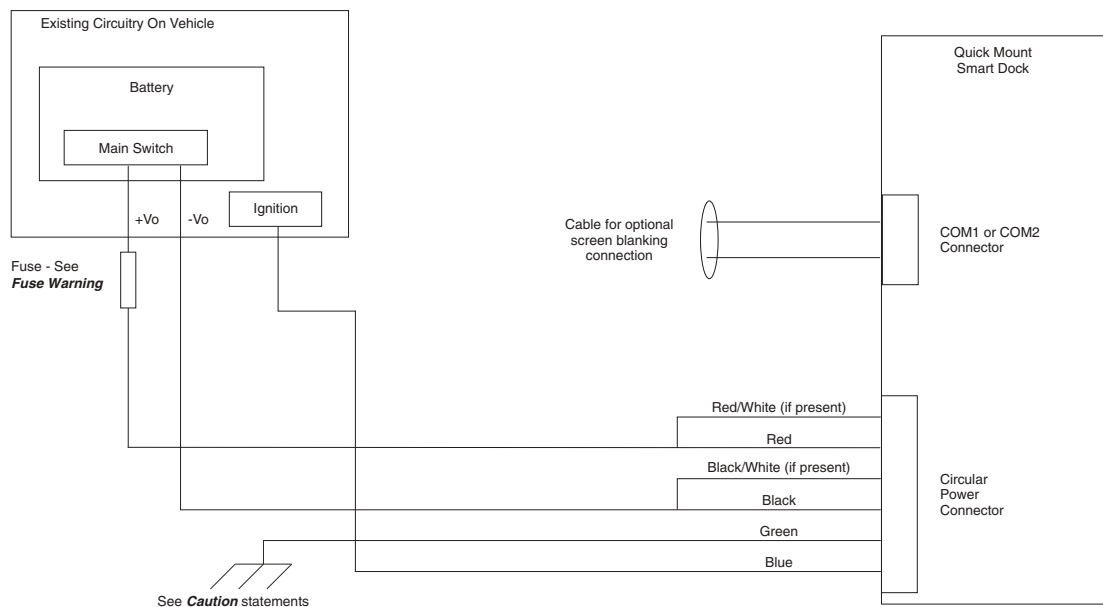 Existing Circuitry On Vehicle
Battery
Main Switch
+Vo
-Vo
Ignition
Fuse - See
Fuse Warning
Quick Mount
Smart Dock
Cable for optional
screen blanking
connection
COM1 or COM2
Connector
Red/White (if present)
Red
Black/White (if present)
Black
Green
Blue
Circular
Power
Connector
See Caution statements